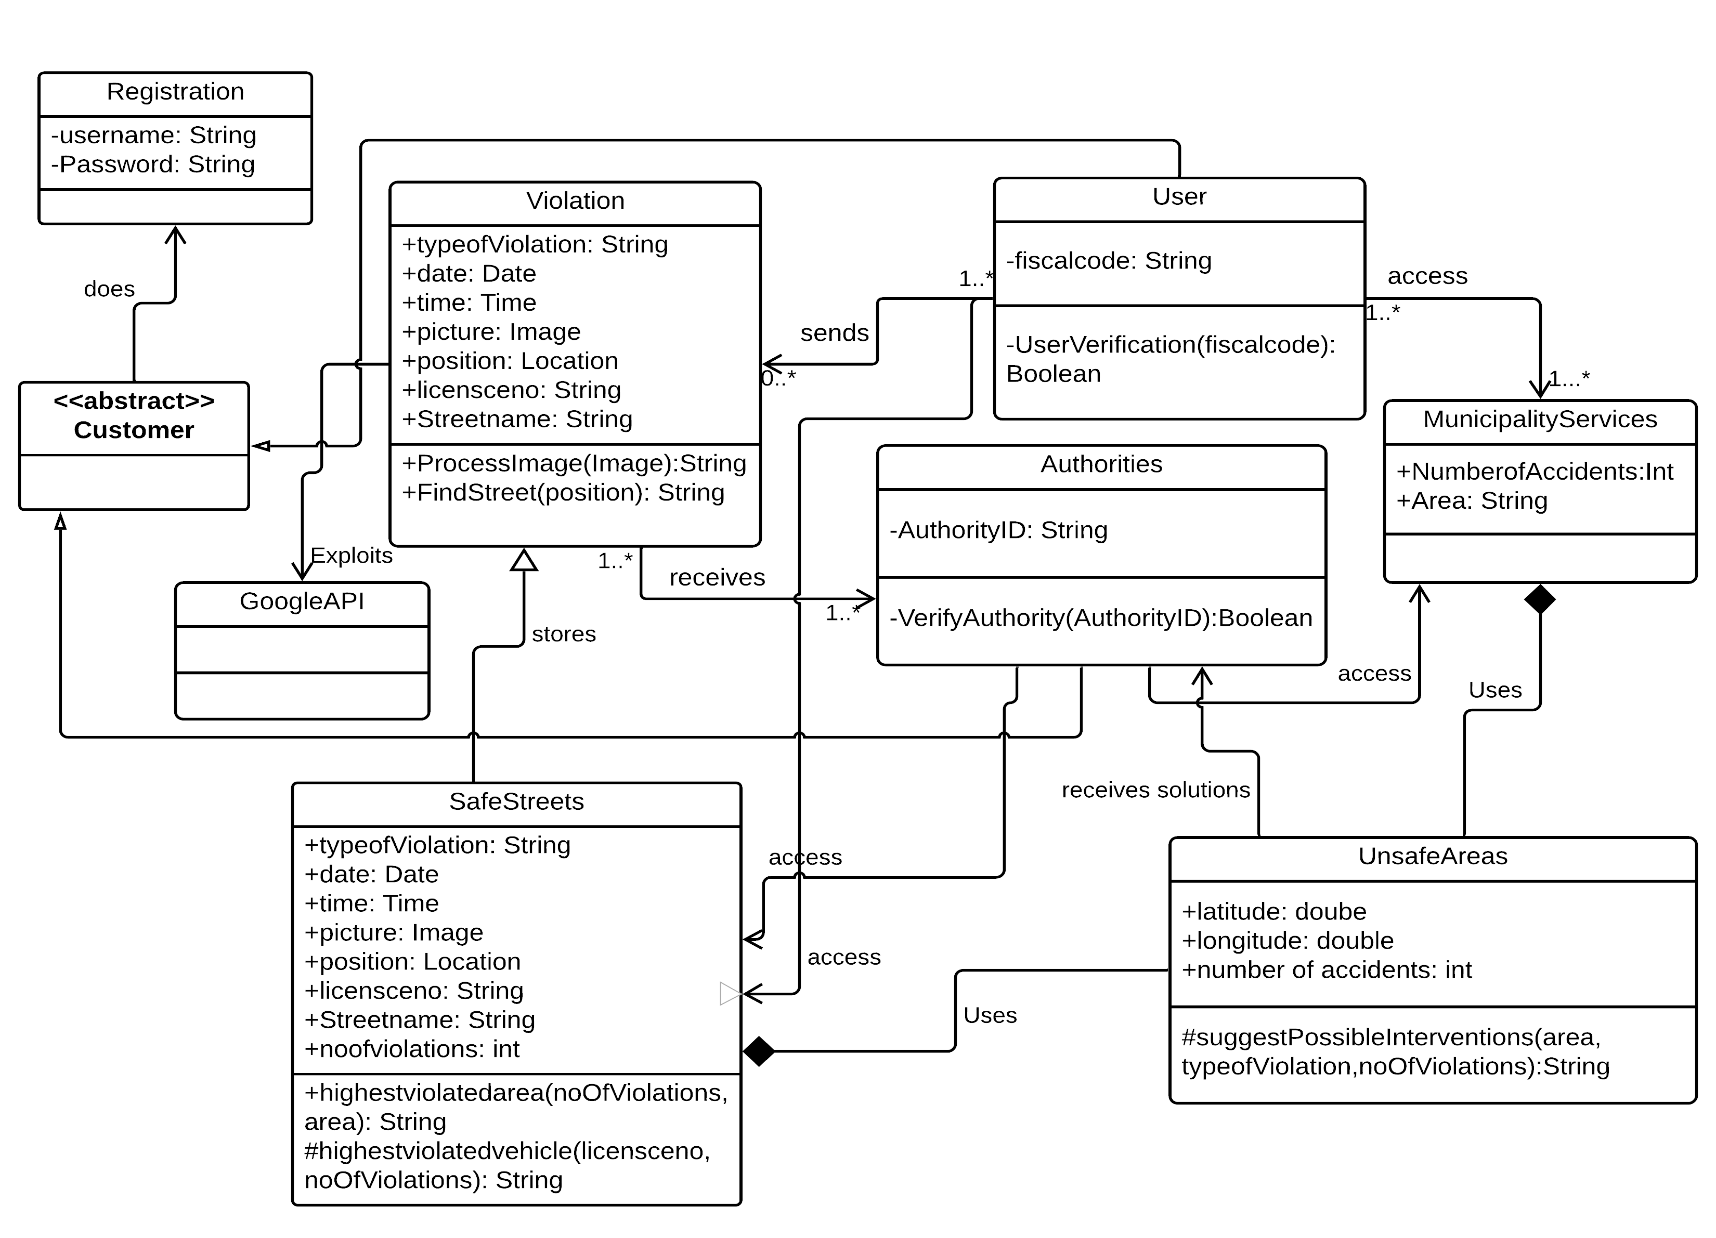 Registration
-username: String
-Password: String
does
<<abstract>>
Customer
Violation
+typeofViolation: String
+date: Date
+time: Time
+picture: Image
+position: Location
+licensceno: String
+Streetname: String
+ProcessImage(Image):String
+FindStreet(position): String
User
-fiscalcode: String
-UserVerification(fiscalcode):
Boolean
1..*
sends
0..*
access
1..*
1...*
MunicipalityServices
+NumberofAccidents:Int
+Area: String
Authorities
-AuthorityID: String
-VerifyAuthority(AuthorityID):Boolean
Exploits
GoogleAPI
1..*
receives
1..*
stores
access
Uses
receives solutions
SafeStreets
+typeofViolation: String
+date: Date
+time: Time
+picture: Image
+position: Location
+licensceno: String
+Streetname: String
+noofviolations: int
+highestviolatedarea(noOfViolations,
area): String
#highestviolatedvehicle(licensceno,
noOfViolations): String
access
access
Uses
UnsafeAreas
+latitude: doube
+longitude: double
+number of accidents: int
#suggestPossibleInterventions(area,
typeofViolation,noOfViolations):String